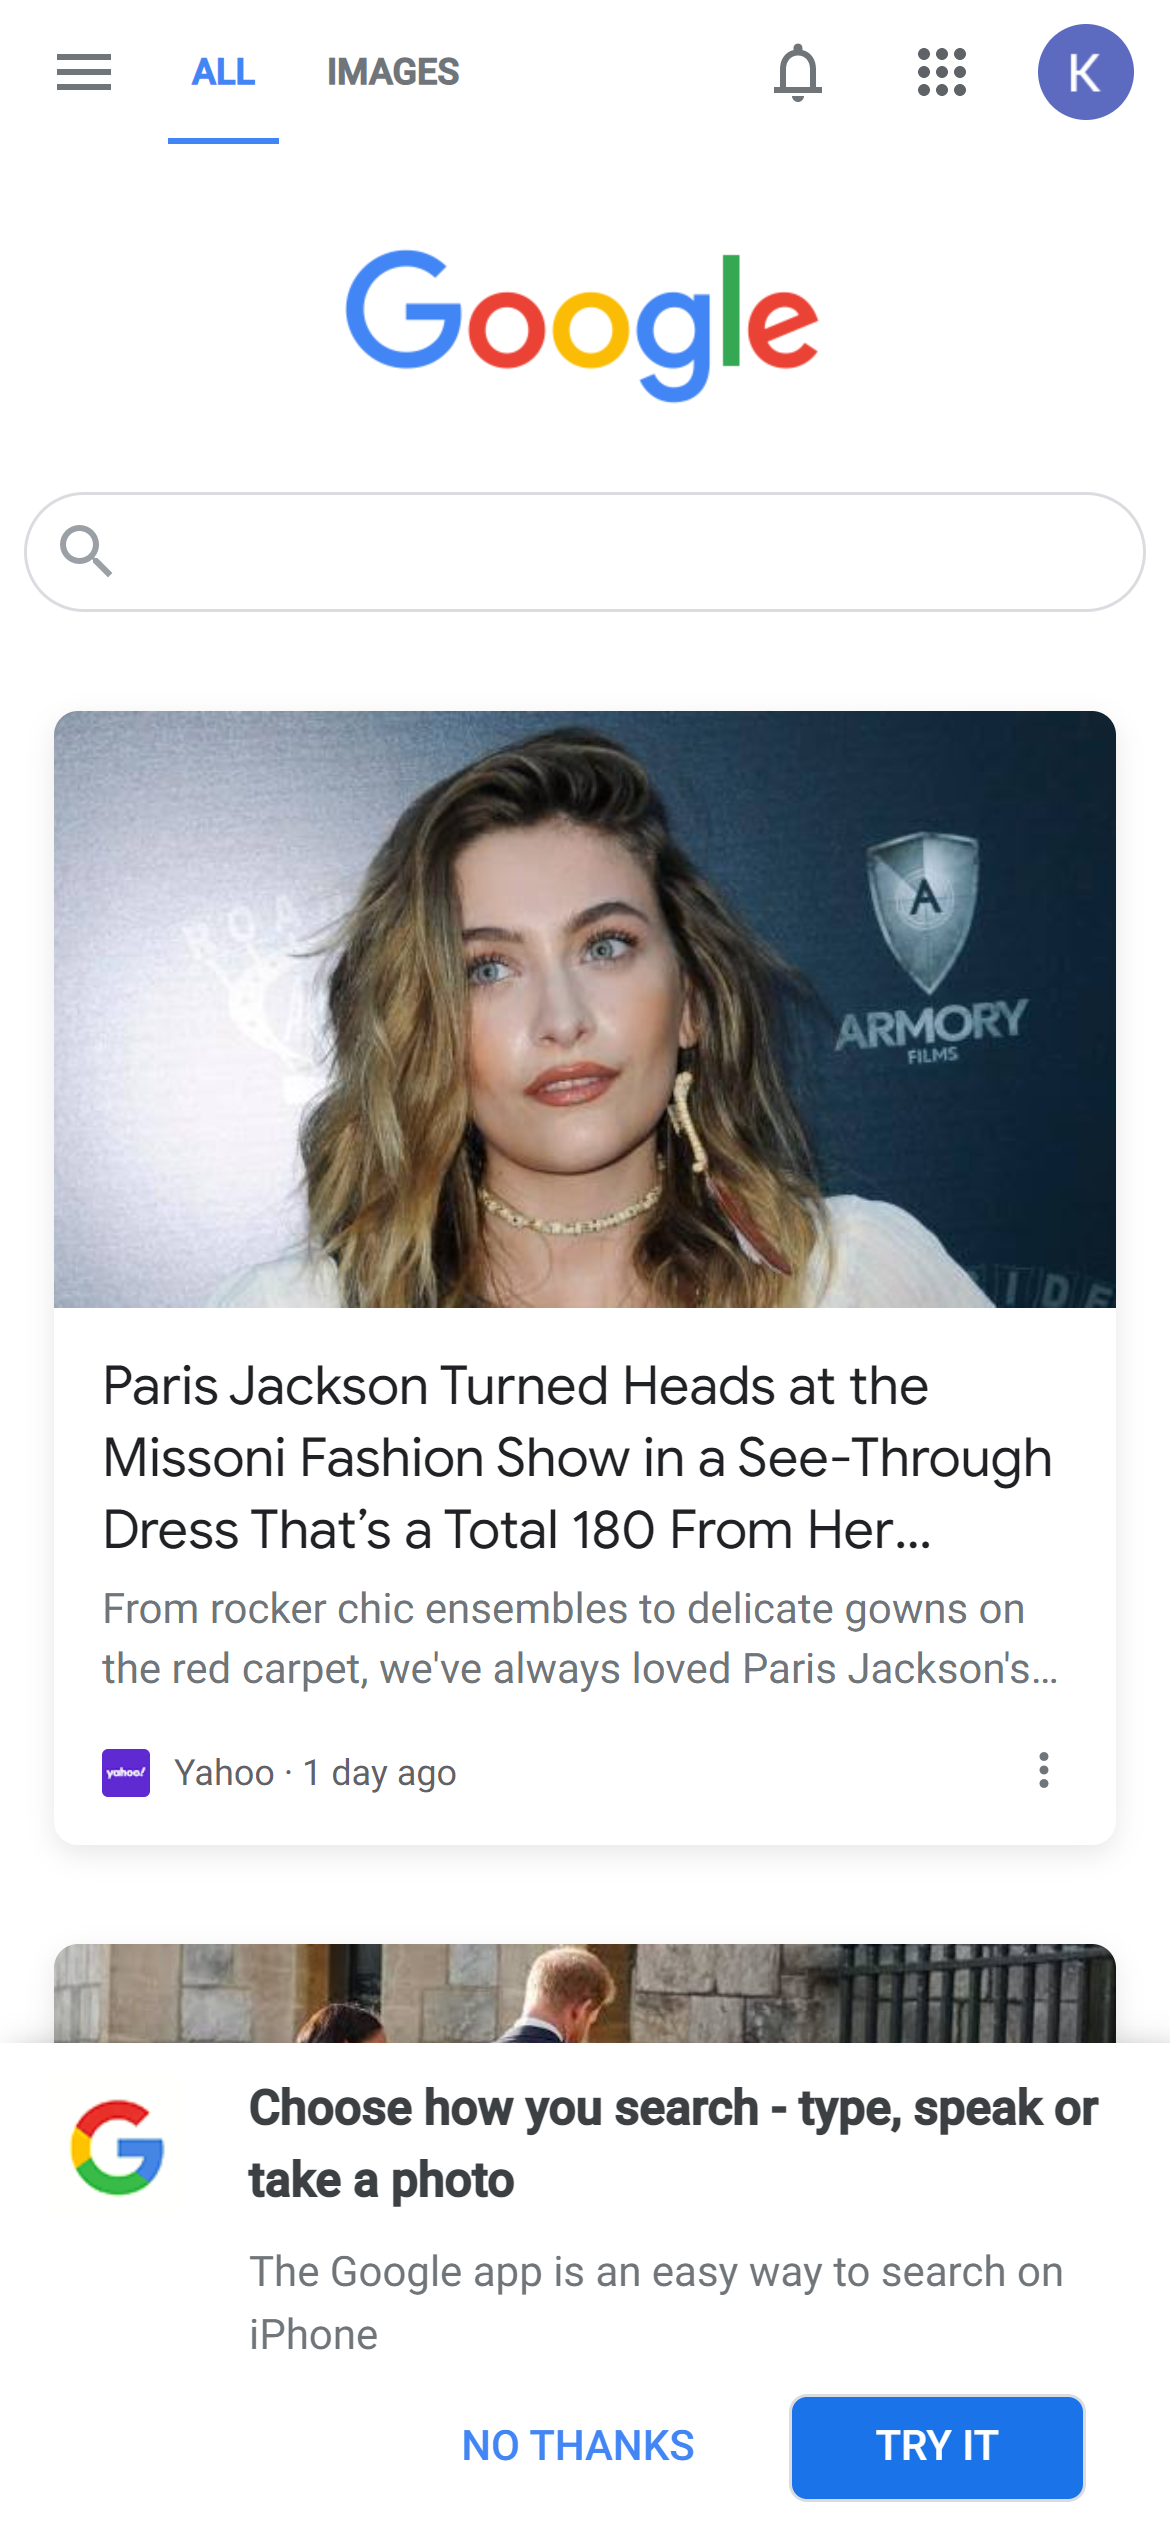 ALL IMAGES K
Google
ROA
A
ARMORY
FILMS
IDE
Paris Jackson Turned Heads at the
Missoni Fashion Show in a See-Through
Dress That’s a Total 180 From Her...
From rocker chic ensembles to delicate gowns on
the red carpet, we've always loved Paris Jackson's...
yahoo! Yahoo · 1 day ago
G
Choose how you search - type, speak or
take a photo
The Google app is an easy way to search on
iPhone
NO THANKS TRY IT